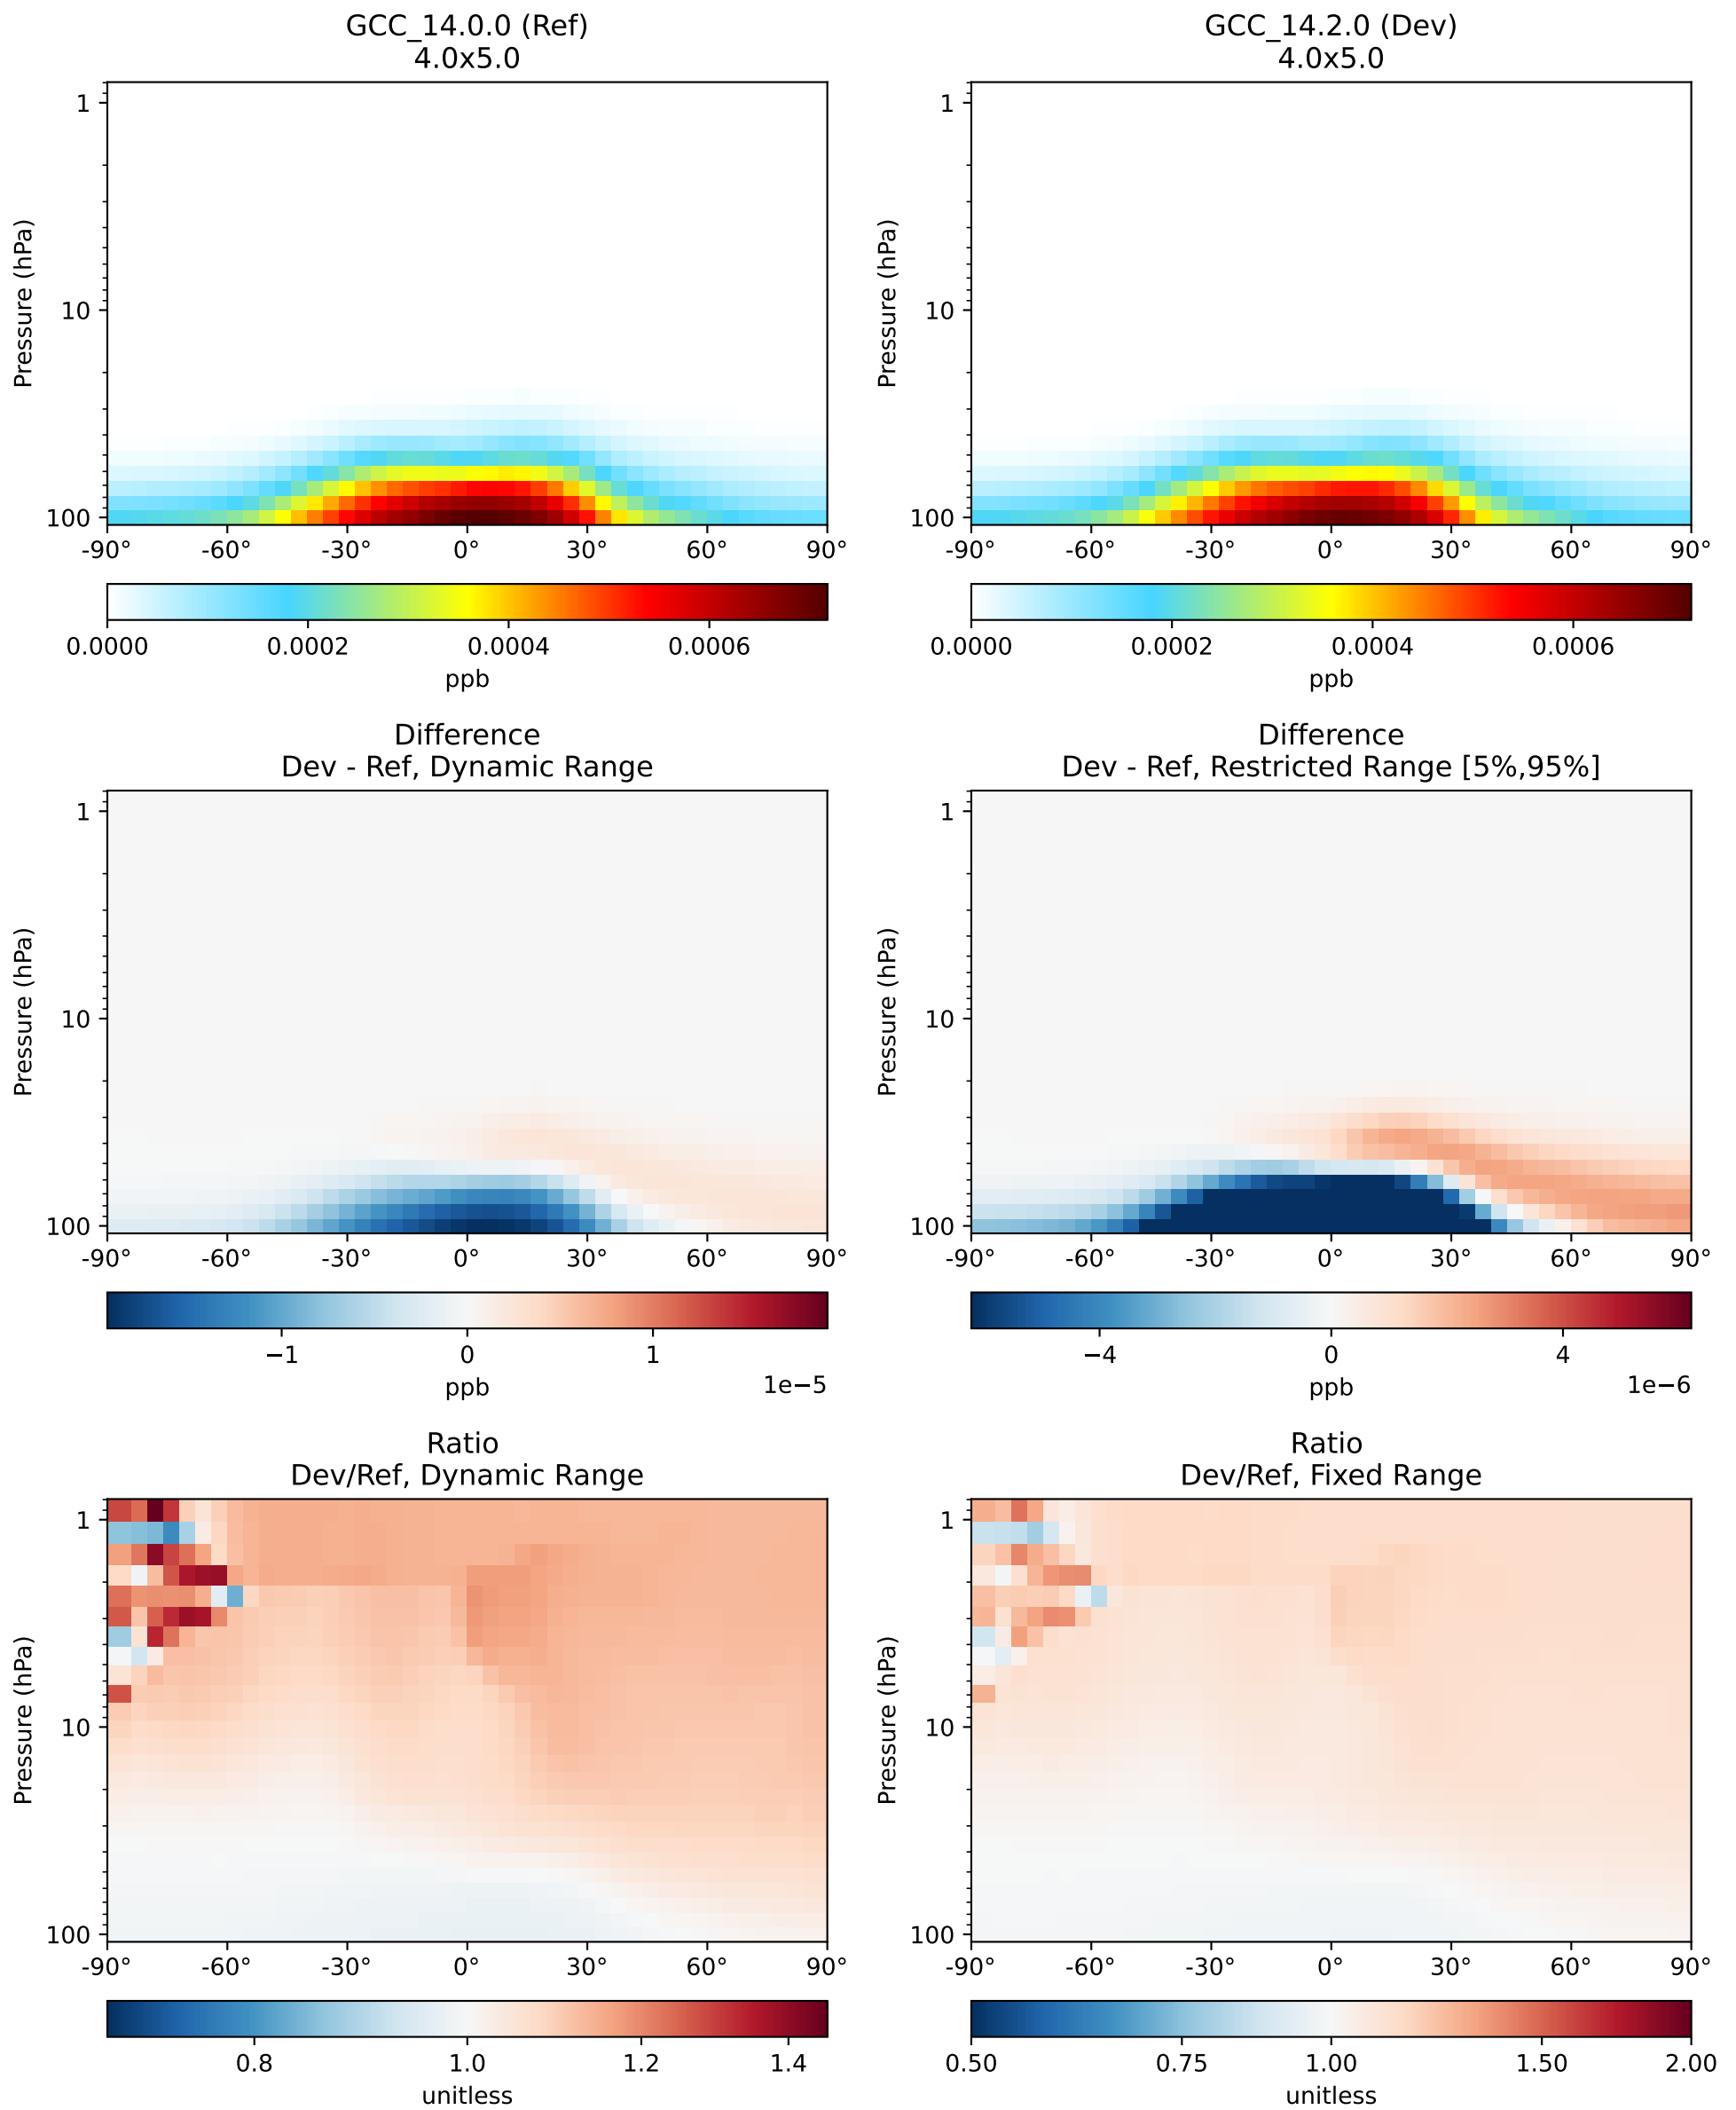 GCC_14.0.0 (Ref)
4.0x5.0
Pressure (hPa)
1
10
100
-90° -60° -30° 0° 30° 60° 90°
0.0000 0.0002 0.0004 0.0006
ppb
GCC_14.2.0 (Dev)
4.0x5.0
Pressure (hPa)
1
10
100
-90° -60° -30° 0° 30° 60° 90°
0.0000 0.0002 0.0004 0.0006
ppb
Difference
Dev - Ref, Dynamic Range
Pressure (hPa)
1
10
100
-90° -60° -30° 0° 30° 60° 90°
−1 0 1
1e−5
ppb
Difference
Dev - Ref, Restricted Range [5%,95%]
Pressure (hPa)
1
10
100
-90° -60° -30° 0° 30° 60° 90°
−4 0 4
1e−6
ppb
Ratio
Dev/Ref, Dynamic Range
Pressure (hPa)
1
10
100
-90° -60° -30° 0° 30° 60° 90°
0.8 1.0 1.2 1.4
unitless
Ratio
Dev/Ref, Fixed Range
Pressure (hPa)
1
10
100
-90° -60° -30° 0° 30° 60° 90°
0.50 0.75 1.00 1.50 2.00
unitless